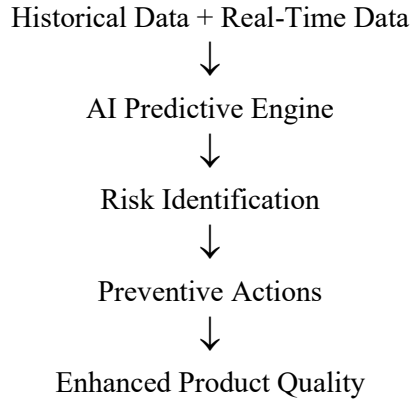 Historical Data + Real-Time Data
↓
AI Predictive Engine
↓
Risk Identification
↓
Preventive Actions
↓
Enhanced Product Quality